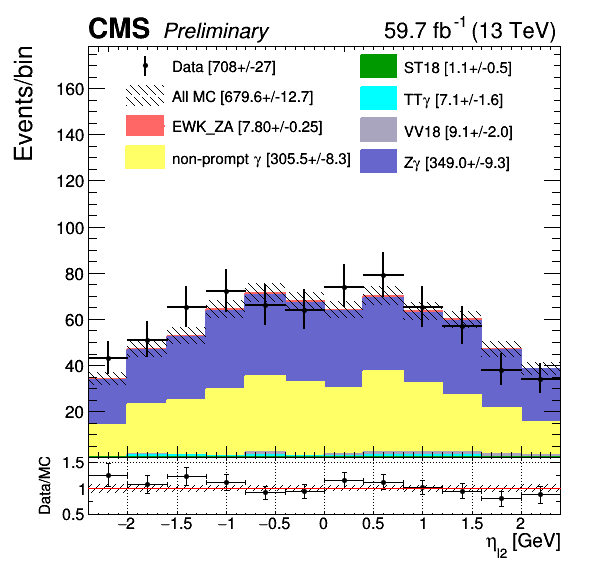 CMS Preliminary 59.7 fb⁻¹ (13 TeV)
Events/bin
160
140
120
100
80
60
40
20
Data [708+/-27]
All MC [679.6+/-12.7]
EWK_ZA [7.80+/-0.25]
non-prompt γ [305.5+/-8.3]
ST18 [1.1+/-0.5]
TTγ [7.1+/-1.6]
VV18 [9.1+/-2.0]
Zγ [349.0+/-9.3]
Data/MC
1.5
1
0.5
−2 −1.5 −1 −0.5 0 0.5 1 1.5 2
η_l2 [GeV]